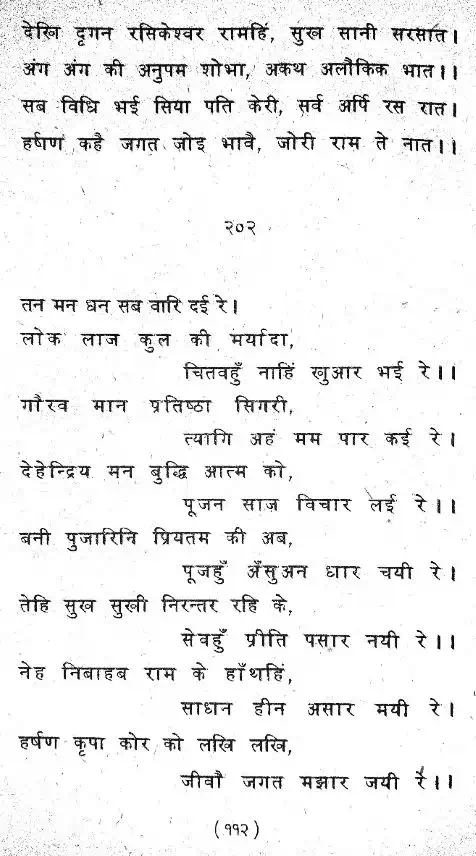 देखि दृगन रसिकेश्वर रामहिं, सुख सानी सरसात।
अंग अंग की अनुपम शोभा, अकथ अलौकिक भात।।
सब विधि भई सिया पति केरी, सर्व अर्पि रस रात।
हर्षण कहै जगत जोइ भावै, जोरी राम ते नात।।
२०२
तन मन धन सब वारि दई रे।
लोक लाज कुल की मर्यादा,
चितवहुँ नाहिं खुआर भई रे।।
गौरव मान प्रतिष्ठा सिगरी,
त्यागि अहं मम पार कई रे।
देहेन्द्रिय मन बुद्धि आत्म को,
पूजन साज विचार लई रे।।
बनी पुजारिनि प्रियतम की अब,
पूजहुँ अँसुअन धार चयी रे।
तेहि सुख सुखी निरन्तर रहि के,
सेवहुँ प्रीति पसार नयी रे।।
नेह निबाहब राम के हाँथहिं,
साधन हीन असार मयी रे।
हर्षण कृपा कोर को लखि लखि,
जीवौ जगत मझार जयी रे।।
(११२)